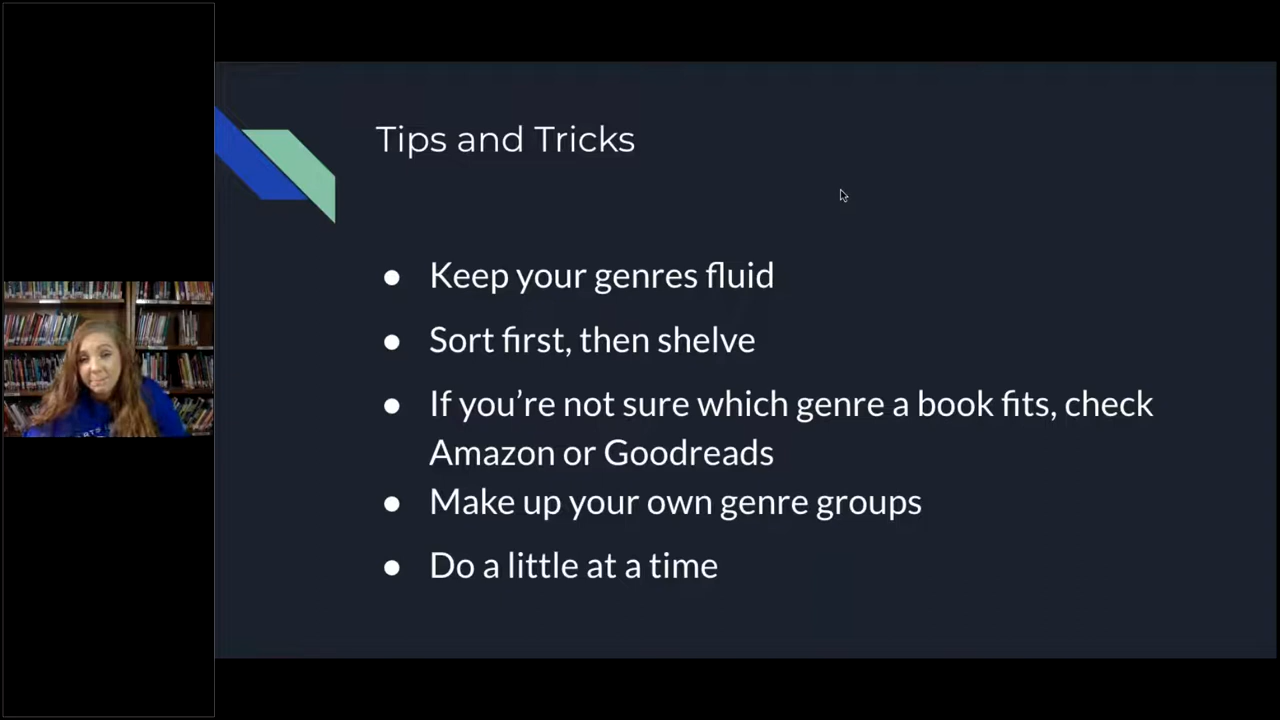 Tips and Tricks
● Keep your genres fluid
● Sort first, then shelve
● If you’re not sure which genre a book fits, check
Amazon or Goodreads
● Make up your own genre groups
● Do a little at a time